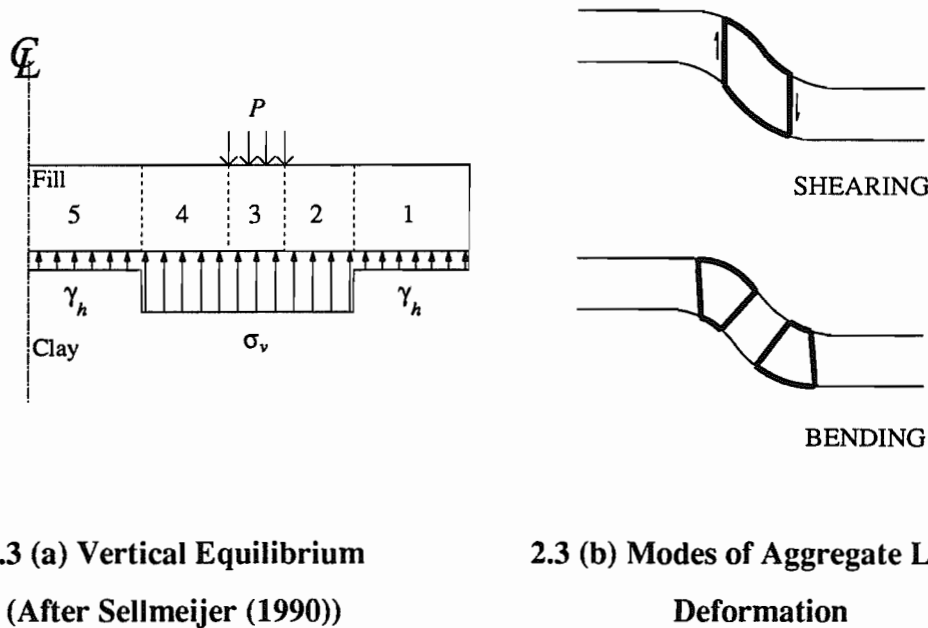 ℄
P
Fill
5 4 3 2 1
γh γh
σv
Clay
SHEARING
BENDING
.3 (a) Vertical Equilibrium
(After Sellmeijer (1990))
2.3 (b) Modes of Aggregate L
Deformation